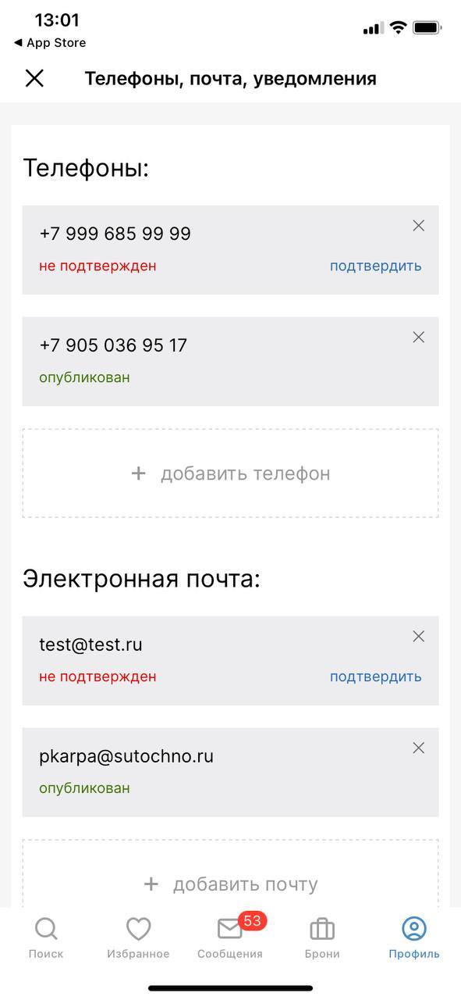 13:01
◀ App Store
Телефоны, почта, уведомления
Телефоны:
+7 999 685 99 99
не подтвержден подтвердить
+7 905 036 95 17
опубликован
+ добавить телефон
Электронная почта:
test@test.ru
не подтвержден подтвердить
pkarpa@sutochno.ru
опубликован
+ добавить почту
53
Поиск Избранное Сообщения Брони Профиль